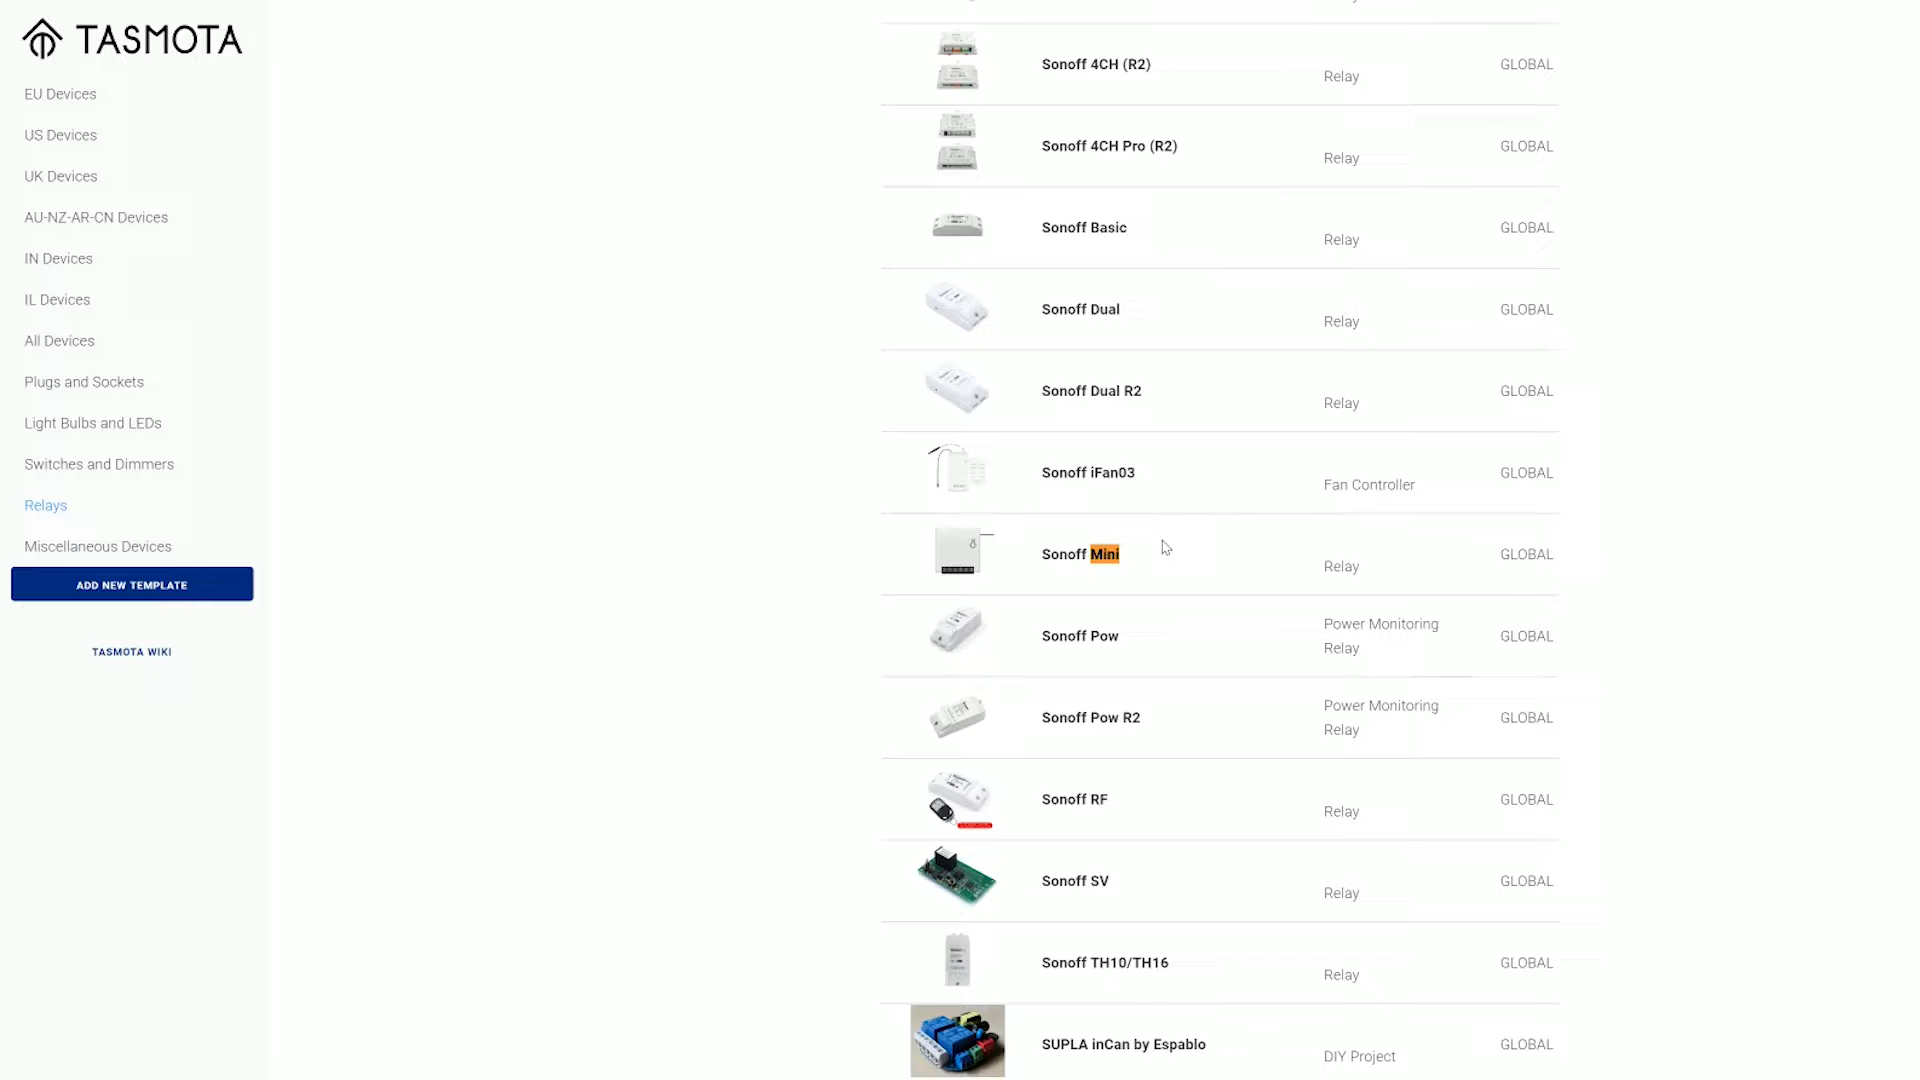 TASMOTA
EU Devices
US Devices
UK Devices
AU-NZ-AR-CN Devices
IN Devices
IL Devices
All Devices
Plugs and Sockets
Light Bulbs and LEDs
Switches and Dimmers
Relays
Miscellaneous Devices
ADD NEW TEMPLATE
TASMOTA WIKI
Sonoff 4CH (R2)
Relay
GLOBAL
Sonoff 4CH Pro (R2)
Relay
GLOBAL
Sonoff Basic
Relay
GLOBAL
Sonoff Dual
Relay
GLOBAL
Sonoff Dual R2
Relay
GLOBAL
Sonoff iFan03
Fan Controller
GLOBAL
Sonoff Mini
Relay
GLOBAL
Sonoff Pow
Power Monitoring
Relay
GLOBAL
Sonoff Pow R2
Power Monitoring
Relay
GLOBAL
Sonoff RF
Relay
GLOBAL
Sonoff SV
Relay
GLOBAL
Sonoff TH10/TH16
Relay
GLOBAL
SUPLA inCan by Espablo
DIY Project
GLOBAL